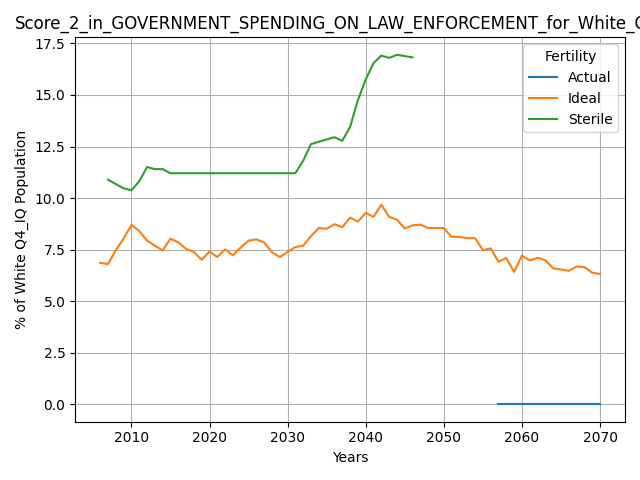 Score_2_in_GOVERNMENT_SPENDING_ON_LAW_ENFORCEMENT_for_White_
17.5
15.0
12.5
10.0
7.5
5.0
2.5
0.0
% of White Q4_IQ Population
Fertility
Actual
Ideal
Sterile
2010 2020 2030 2040 2050 2060 2070
Years